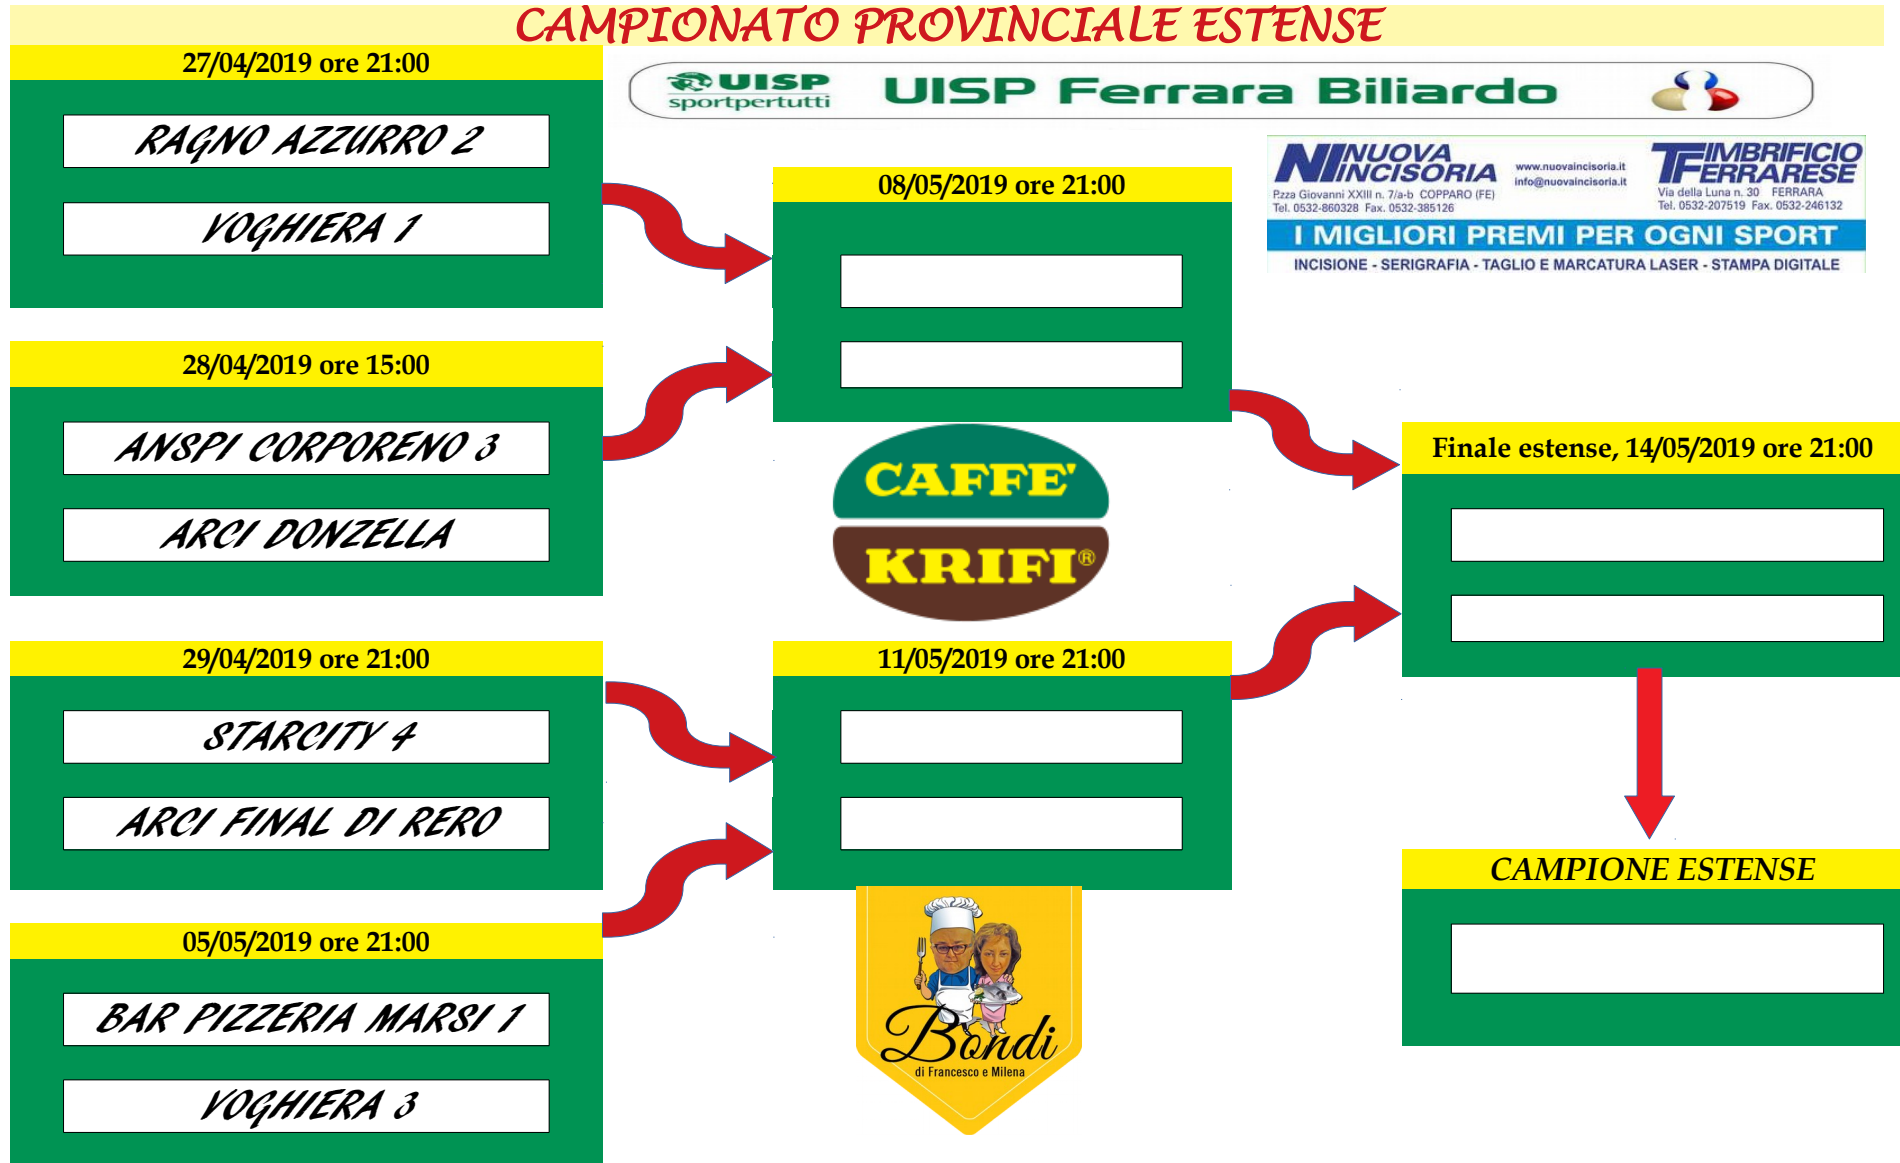 CAMPIONATO PROVINCIALE ESTENSE
27/04/2019 ore 21:00
RAGNO AZZURRO 2
VOGHIERA 1
28/04/2019 ore 15:00
ANSPI CORPORENO 3
ARCI DONZELLA
29/04/2019 ore 21:00
STARCITY 4
ARCI FINAL DI RERO
05/05/2019 ore 21:00
BAR PIZZERIA MARSI 1
VOGHIERA 3
UISP
sportpertutti
UISP Ferrara Biliardo
NI NUOVA
INCISORIA
P.zza Giovanni XXIII n. 7/a-b COPPARO (FE)
Tel. 0532-860328 Fax. 0532-385126
www.nuovaincisoria.it
info@nuovaincisoria.it
TIMBRIFICIO
FERRARESE
Via della Luna n. 30 FERRARA
Tel. 0532-207519 Fax. 0532-246132
I MIGLIORI PREMI PER OGNI SPORT
INCISIONE - SERIGRAFIA - TAGLIO E MARCATURA LASER - STAMPA DIGITALE
08/05/2019 ore 21:00
CAFFE'
KRIFI®
11/05/2019 ore 21:00
Bondi
di Francesco e Milena
Finale estense, 14/05/2019 ore 21:00
CAMPIONE ESTENSE